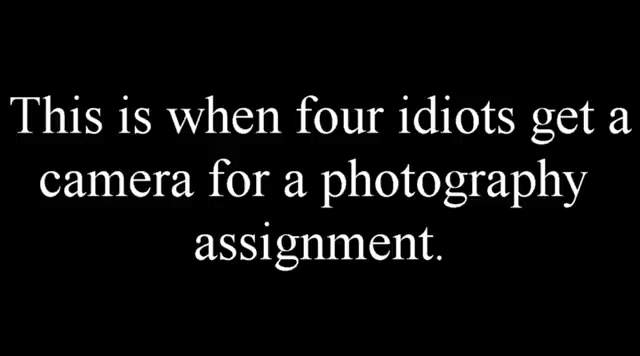 This is when four idiots get a
camera for a photography
assignment.